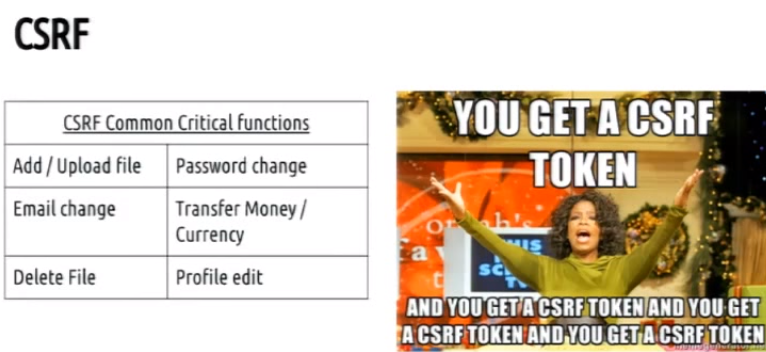 CSRF
CSRF Common Critical functions
Add / Upload file
Password change
Email change
Transfer Money /
Currency
Delete File
Profile edit
YOU GET A CSRF
TOKEN
THIS
AND YOU GET A CSRF TOKEN AND YOU GET
A CSRF TOKEN AND YOU GET A CSRF TOKEN